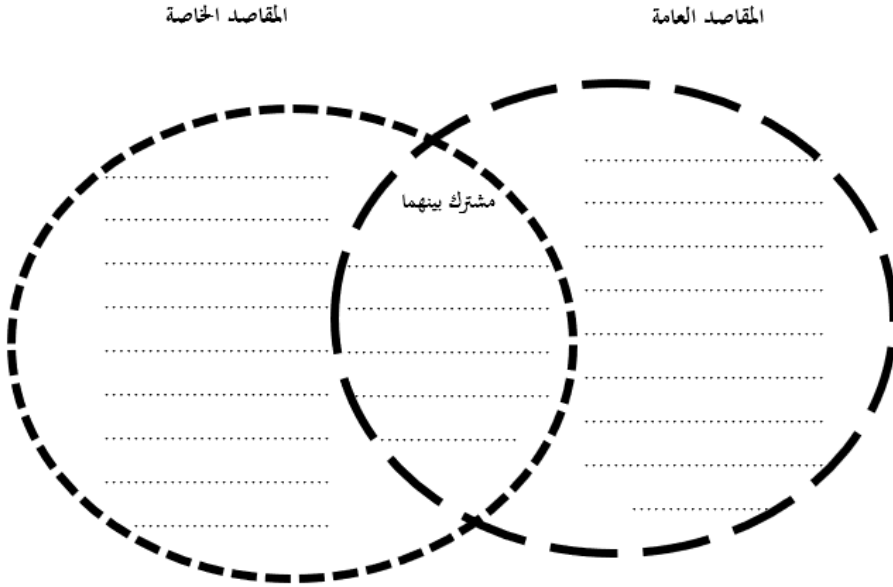 المقاصد العامة
المقاصد الخاصة
مشترك بينهما